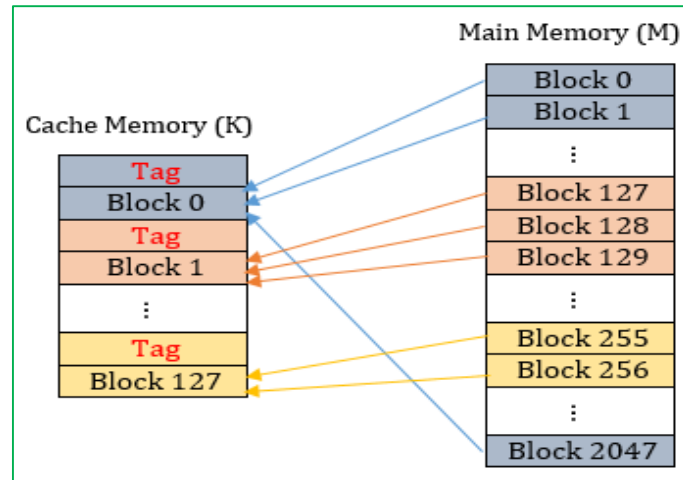 Cache Memory (K)
Tag
Block 0
Tag
Block 1
⋮
Tag
Block 127
Main Memory (M)
Block 0
Block 1
⋮
Block 127
Block 128
Block 129
⋮
Block 255
Block 256
⋮
Block 2047